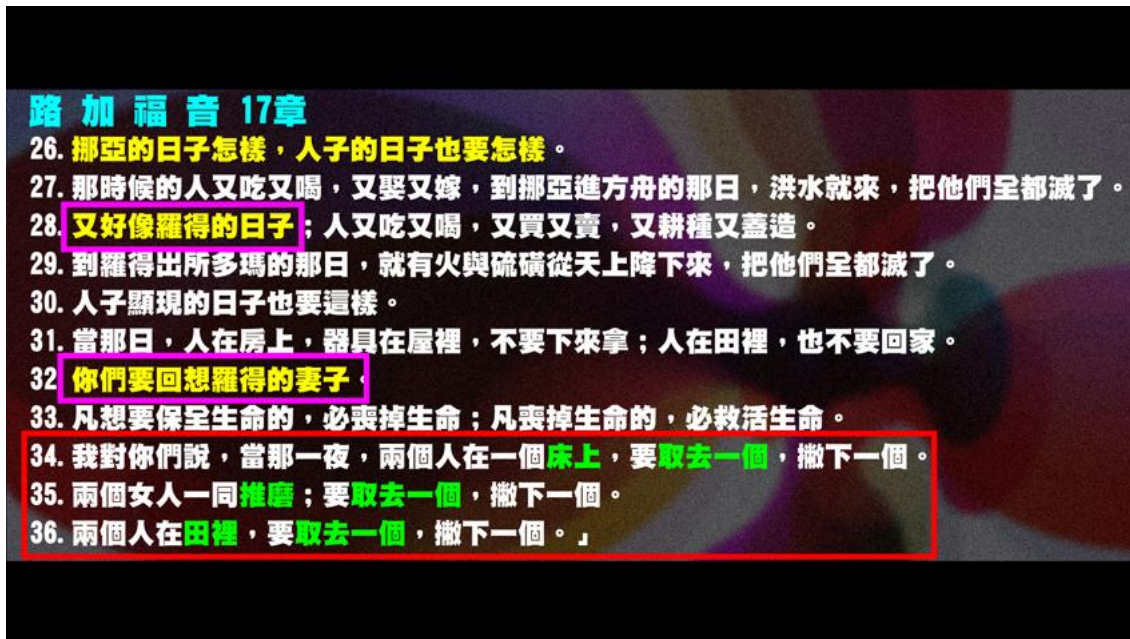 路加福音 17章
26. 挪亞的日子怎樣，人子的日子也要怎樣。
27. 那時候的人又吃又喝，又娶又嫁，到挪亞進方舟的那日，洪水就來，把他們全都滅了。
28. 又好像羅得的日子；人又吃又喝，又買又賣，又耕種又蓋造。
29. 到羅得出所多瑪的那日，就有火與硫磺從天上降下來，把他們全都滅了。
30. 人子顯現的日子也要這樣。
31. 當那日，人在房上，器具在屋裡，不要下來拿；人在田裡，也不要回家。
32. 你們要回想羅得的妻子。
33. 凡想要保全生命的，必喪掉生命；凡喪掉生命的，必救活生命。
34. 我對你們說，當那一夜，兩個人在一個床上，要取去一個，撇下一個。
35. 兩個女人一同推磨；要取去一個，撇下一個。
36. 兩個人在田裡，要取去一個，撇下一個。」